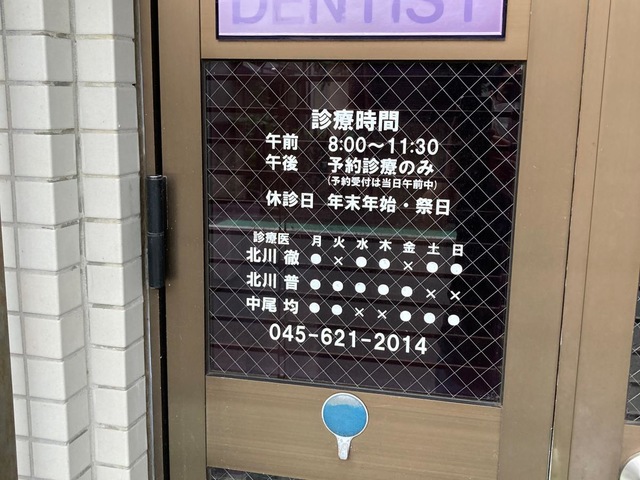 DENTIST
診療時間
午前 8:00〜11:30
午後 予約診療のみ
(予約受付は当日午前中)
休診日 年末年始・祭日
診療医 月 火 水 木 金 土 日
北川 徹 ● × ● ● × ● ●
北川 昔 ● ● ● ● ● × ×
中尾 均 ● ● × × ● ● ●
045-621-2014